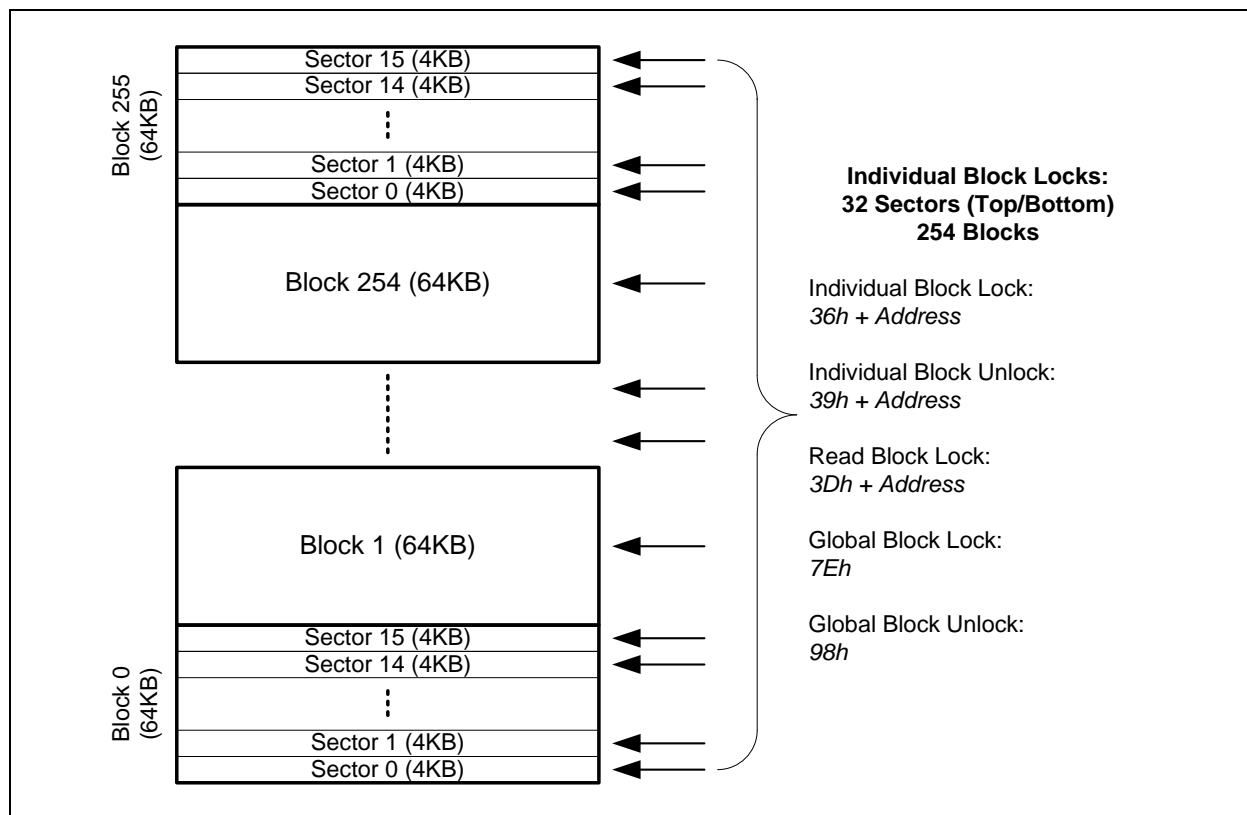 Block 255
(64KB)
Sector 15 (4KB)
Sector 14 (4KB)
Sector 1 (4KB)
Sector 0 (4KB)
Block 254 (64KB)
Block 1 (64KB)
Block 0
(64KB)
Sector 15 (4KB)
Sector 14 (4KB)
Sector 1 (4KB)
Sector 0 (4KB)
Individual Block Locks:
32 Sectors (Top/Bottom)
254 Blocks
Individual Block Lock:
36h + Address
Individual Block Unlock:
39h + Address
Read Block Lock:
3Dh + Address
Global Block Lock:
7Eh
Global Block Unlock:
98h